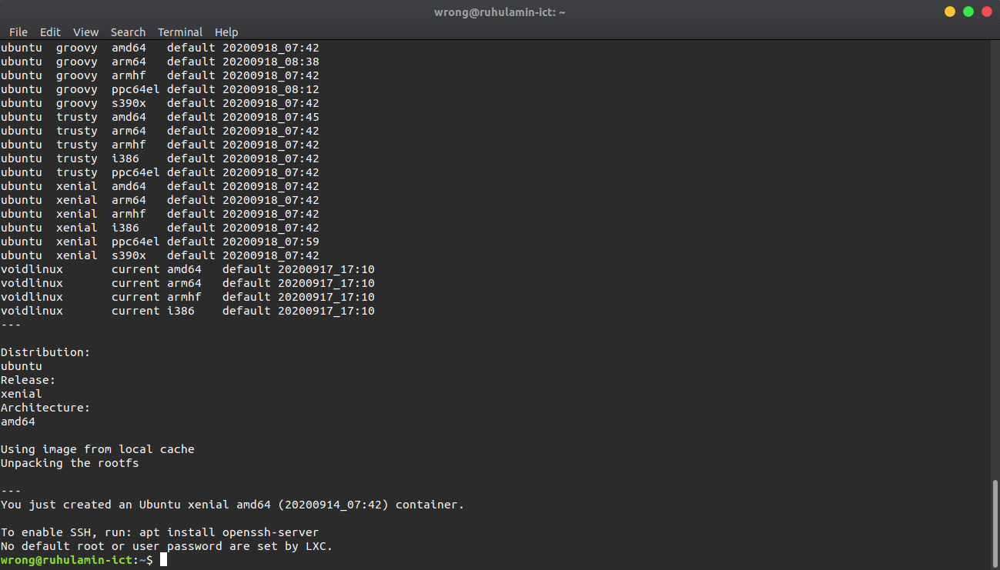 wrong@ruhulamin-ict: ~
File Edit View Search Terminal Help
ubuntu  groovy  amd64   default 20200918_07:42
ubuntu  groovy  arm64   default 20200918_08:38
ubuntu  groovy  armhf   default 20200918_07:42
ubuntu  groovy  ppc64el default 20200918_08:12
ubuntu  groovy  s390x   default 20200918_07:42
ubuntu  trusty  amd64   default 20200918_07:45
ubuntu  trusty  arm64   default 20200918_07:42
ubuntu  trusty  armhf   default 20200918_07:42
ubuntu  trusty  i386    default 20200918_07:42
ubuntu  trusty  ppc64el default 20200918_07:42
ubuntu  xenial  amd64   default 20200918_07:42
ubuntu  xenial  arm64   default 20200918_07:42
ubuntu  xenial  armhf   default 20200918_07:42
ubuntu  xenial  i386    default 20200918_07:42
ubuntu  xenial  ppc64el default 20200918_07:59
ubuntu  xenial  s390x   default 20200918_07:42
voidlinux       current amd64   default 20200917_17:10
voidlinux       current arm64   default 20200917_17:10
voidlinux       current armhf   default 20200917_17:10
voidlinux       current i386    default 20200917_17:10
---
Distribution:
ubuntu
Release:
xenial
Architecture:
amd64
Using image from local cache
Unpacking the rootfs
---
You just created an Ubuntu xenial amd64 (20200914_07:42) container.
To enable SSH, run: apt install openssh-server
No default root or user password are set by LXC.
wrong@ruhulamin-ict:~$